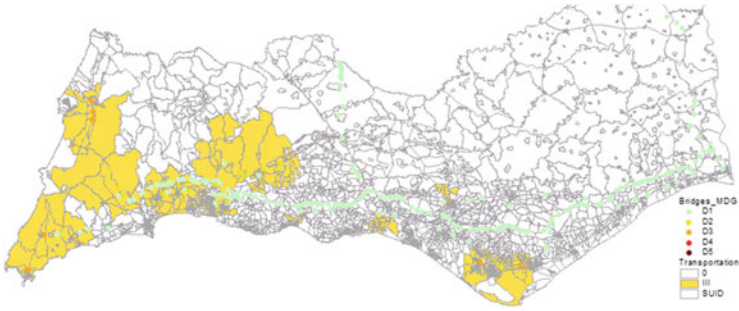 Bridges_MDG
D1
D2
D3
D4
D5
Transportation
0
III
SUID